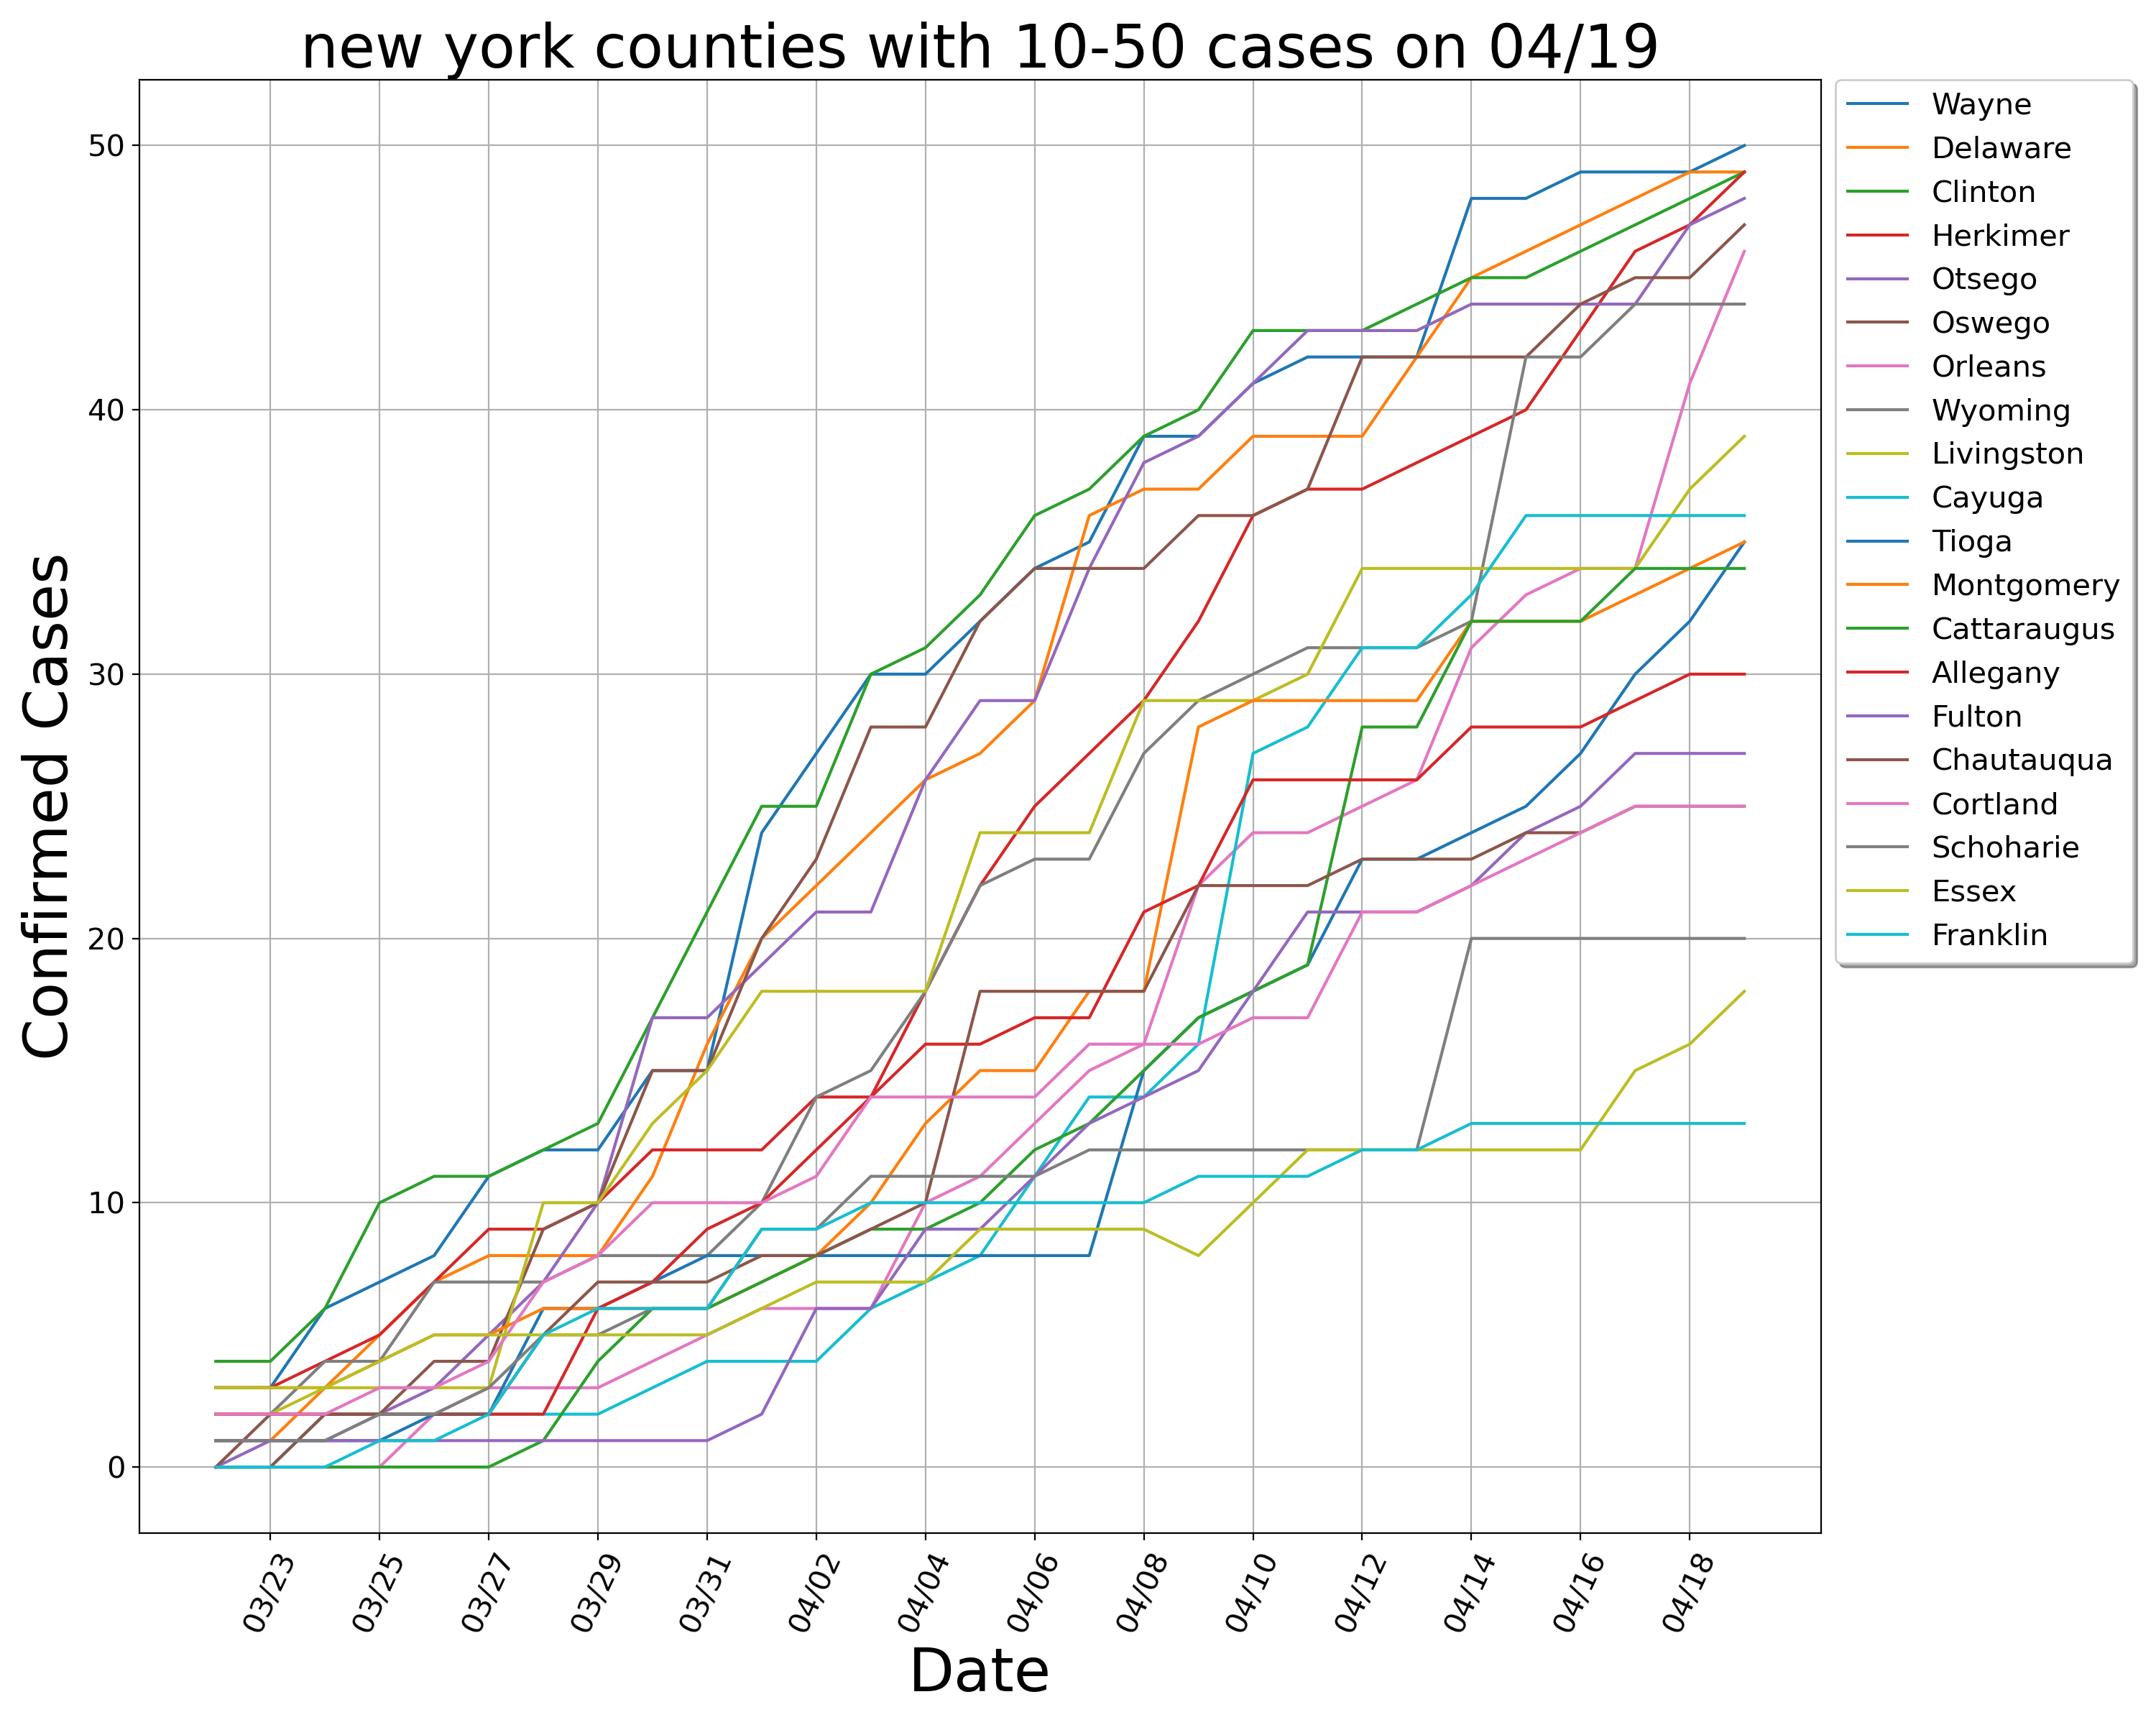 new york counties with 10-50 cases on 04/19
50
40
30
20
10
0
Confirmed Cases
03/23
03/25
03/27
03/29
03/31
04/02
04/04
04/06
04/08
04/10
04/12
04/14
04/16
04/18
Date
Wayne
Delaware
Clinton
Herkimer
Otsego
Oswego
Orleans
Wyoming
Livingston
Cayuga
Tioga
Montgomery
Cattaraugus
Allegany
Fulton
Chautauqua
Cortland
Schoharie
Essex
Franklin